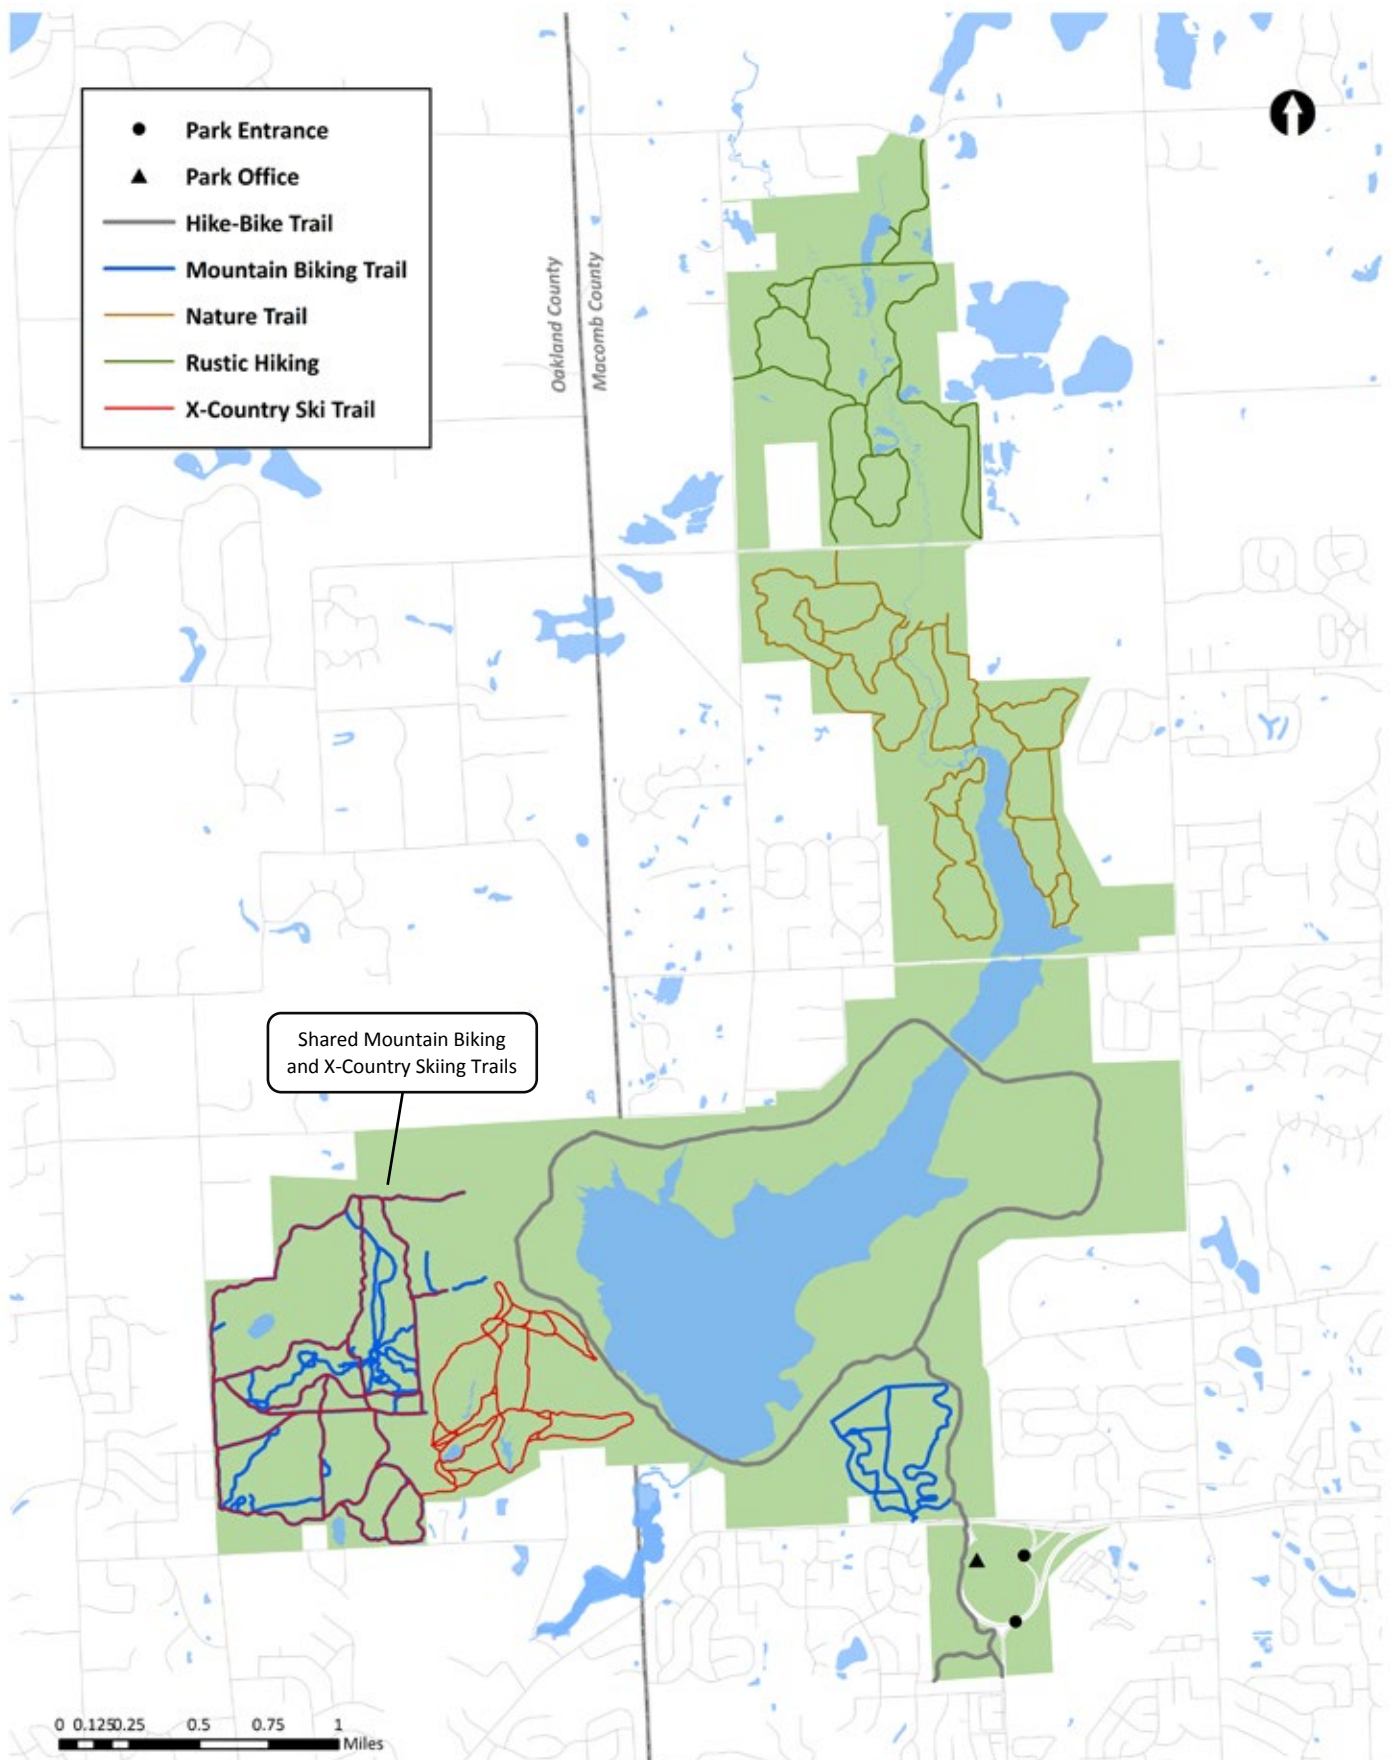 Park Entrance
Park Office
Hike-Bike Trail
Mountain Biking Trail
Nature Trail
Rustic Hiking
X-Country Ski Trail
Oakland County
Macomb County
Shared Mountain Biking
and X-Country Skiing Trails
0 0.1250.25 0.5 0.75 1
Miles